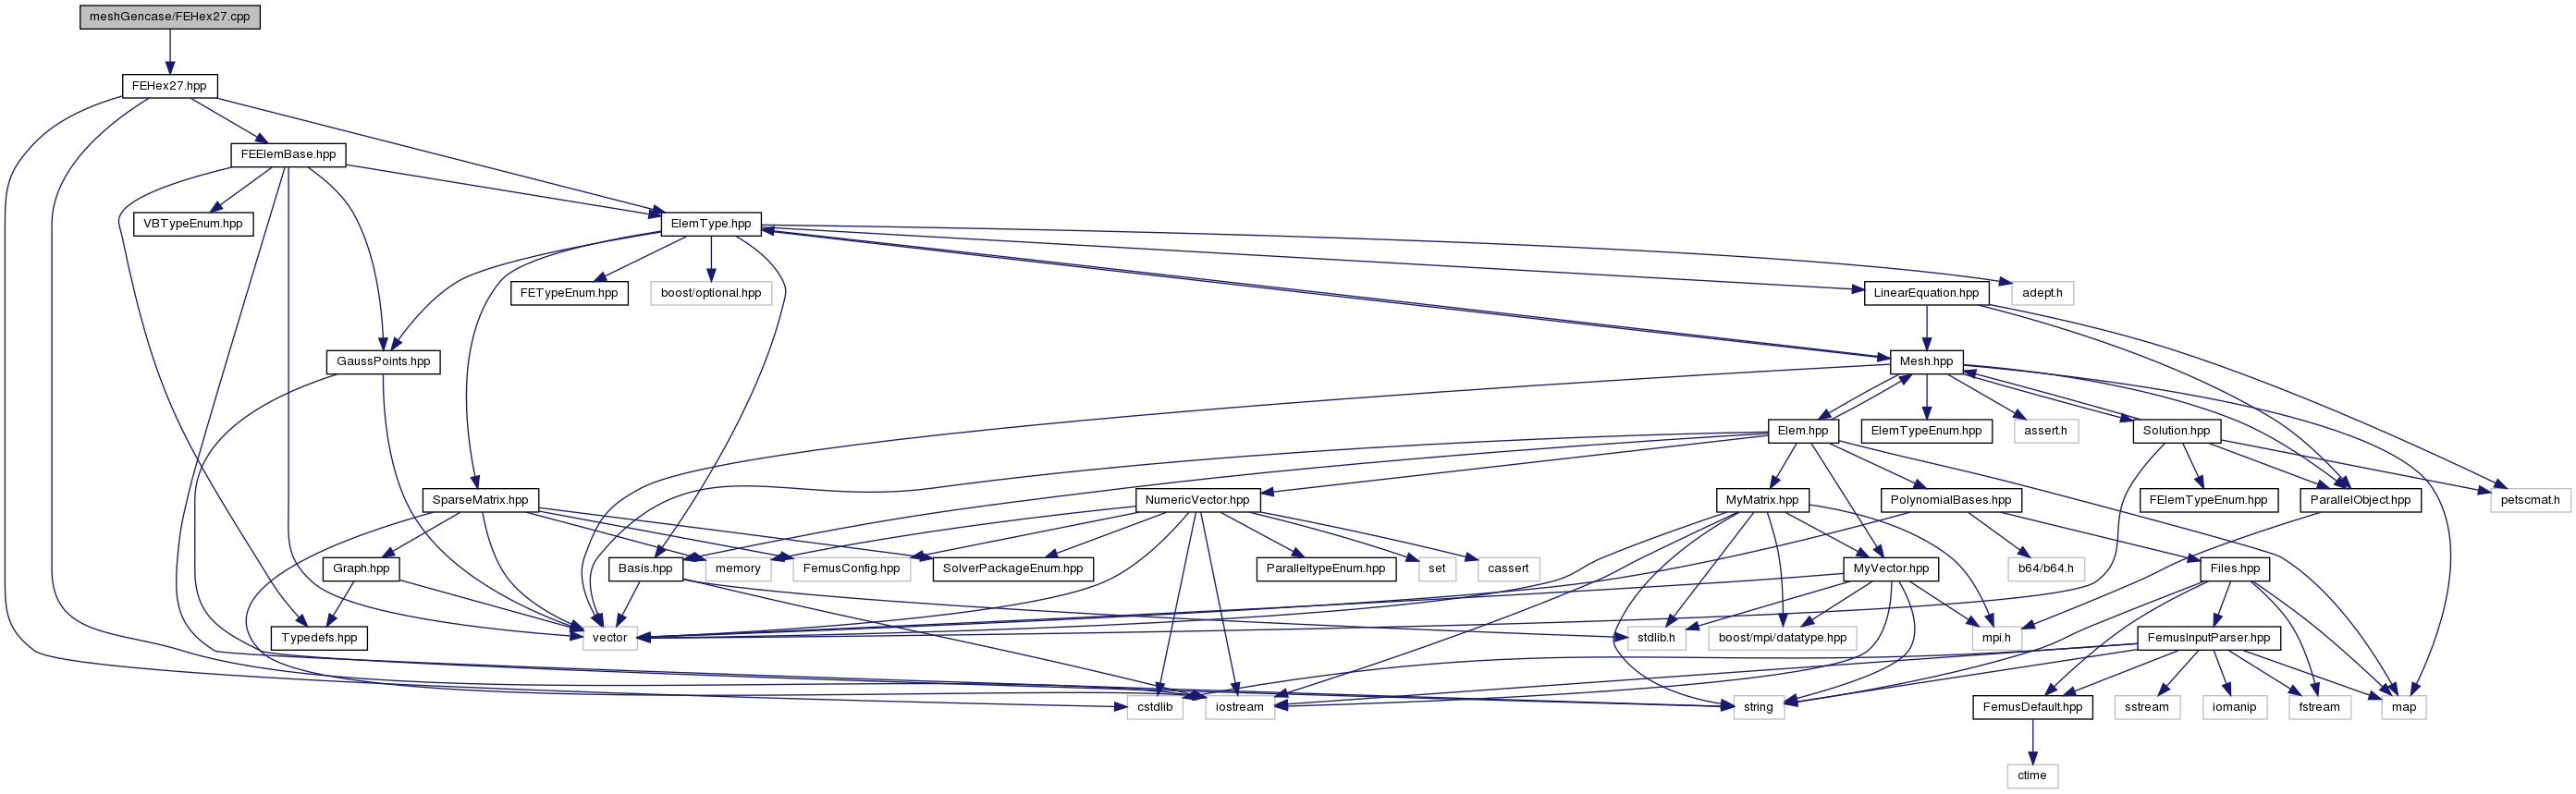 meshGencase/FEHex27.cpp
FEHex27.hpp
FEElemBase.hpp
VBTypeEnum.hpp
ElemType.hpp
FETypeEnum.hpp
boost/optional.hpp
LinearEquation.hpp
adept.h
GaussPoints.hpp
Mesh.hpp
Elem.hpp
ElemTypeEnum.hpp
assert.h
Solution.hpp
SparseMatrix.hpp
NumericVector.hpp
MyMatrix.hpp
PolynomialBases.hpp
FElemTypeEnum.hpp
ParallelObject.hpp
petscmat.h
Graph.hpp
Basis.hpp
memory
FemusConfig.hpp
SolverPackageEnum.hpp
ParalleltypeEnum.hpp
set
cassert
MyVector.hpp
b64/b64.h
Files.hpp
Typedefs.hpp
vector
stdlib.h
boost/mpi/datatype.hpp
mpi.h
FemusInputParser.hpp
cstdlib
iostream
string
FemusDefault.hpp
sstream
iomanip
fstream
map
ctime